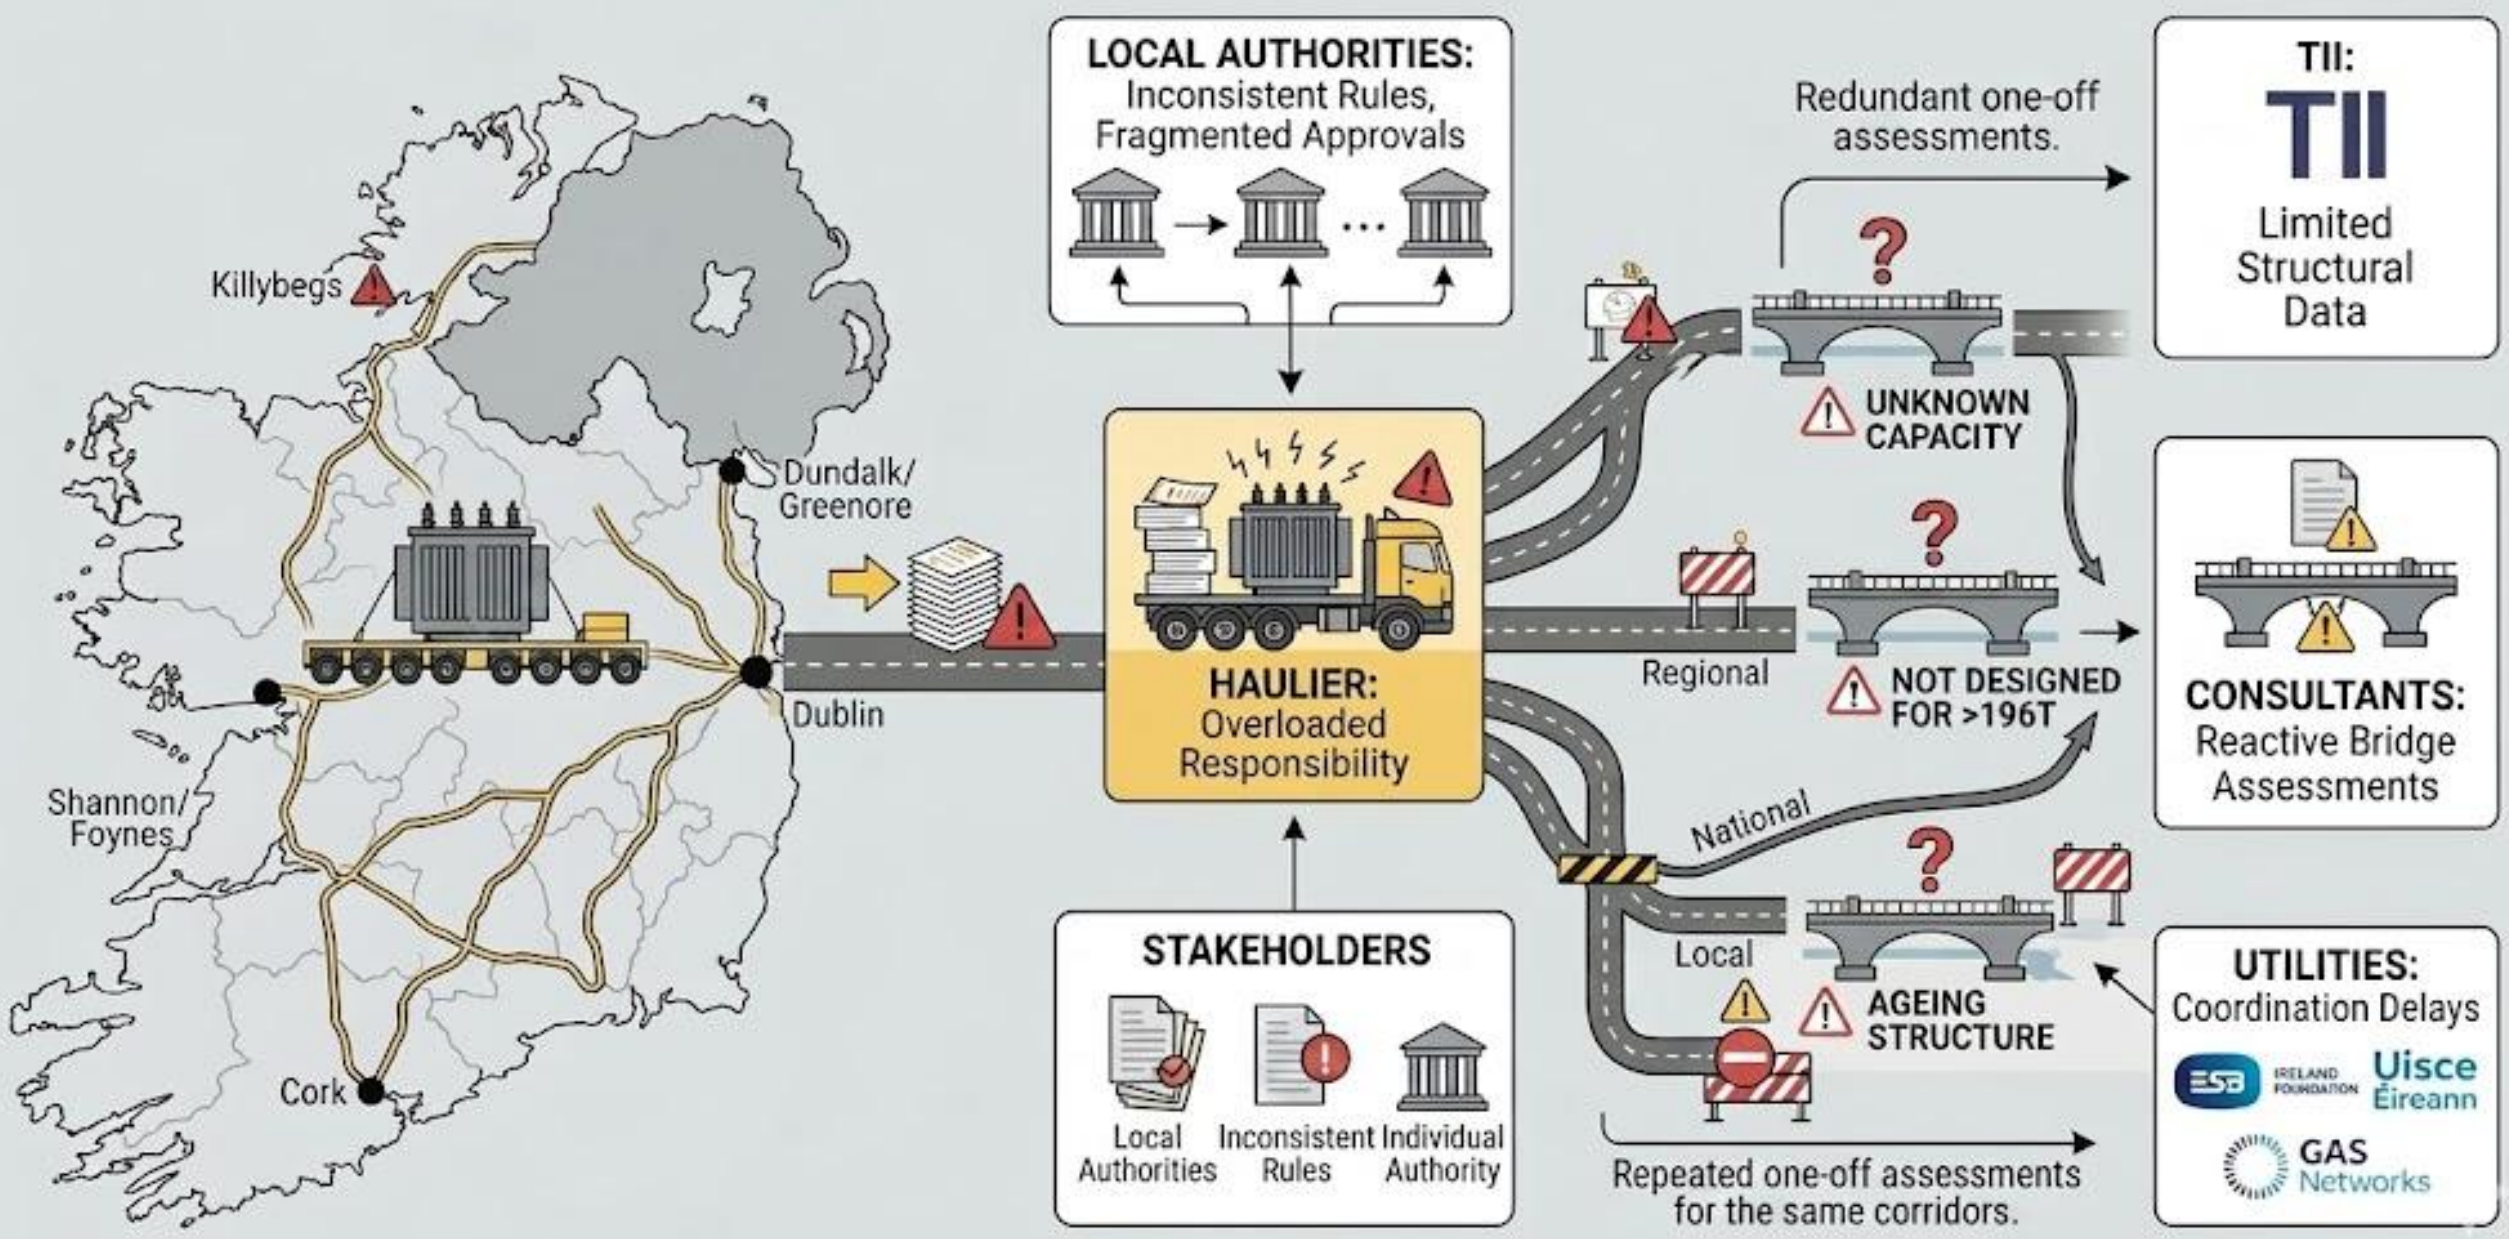 Killybegs
Dundalk/
Greenore
Dublin
Shannon/
Foynes
Cork
LOCAL AUTHORITIES:
Inconsistent Rules,
Fragmented Approvals
...
HAULIER:
Overloaded
Responsibility
STAKEHOLDERS
Local
Authorities
Inconsistent
Rules
Individual
Authority
Redundant one-off
assessments.
?
UNKNOWN
CAPACITY
?
Regional
NOT DESIGNED
FOR >196T
National
?
Local
AGEING
STRUCTURE
Repeated one-off assessments
for the same corridors.
TII:
TII
Limited
Structural
Data
CONSULTANTS:
Reactive Bridge
Assessments
UTILITIES:
Coordination Delays
ESB
IRELAND
FOUNDATION
Uisce
Éireann
GAS
Networks